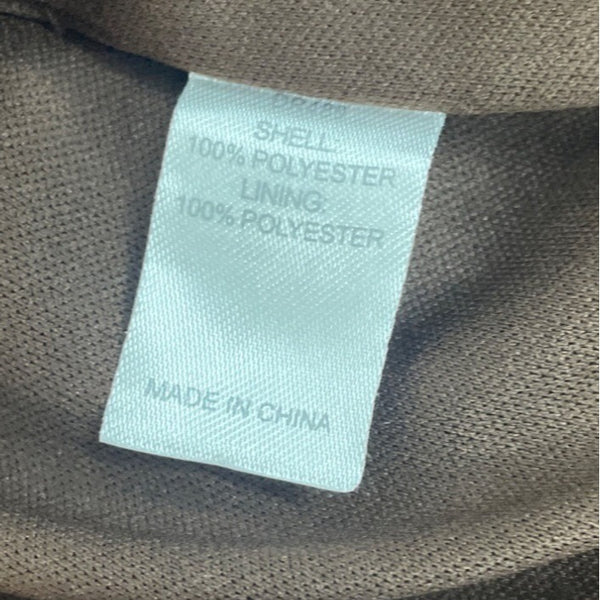 SHELL:
100% POLYESTER
LINING:
100% POLYESTER
MADE IN CHINA